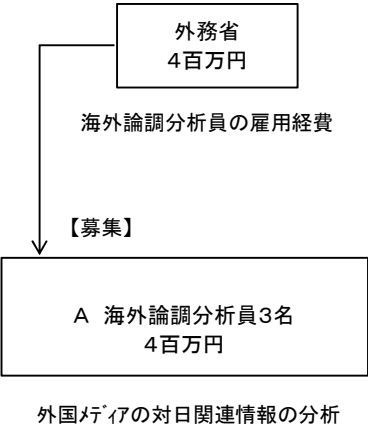 外務省
4百万円
海外論調分析員の雇用経費
【募集】
A 海外論調分析員3名
4百万円
外国ﾒﾃﾞｨｱの対日関連情報の分析